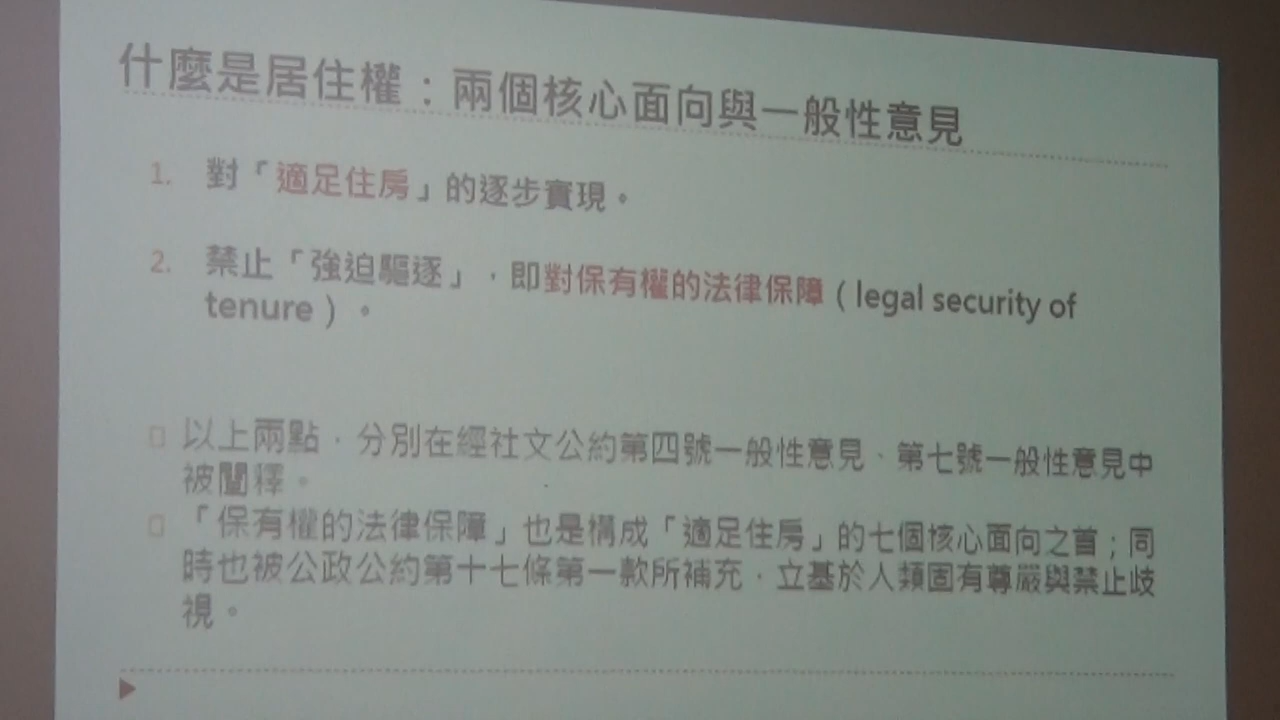 什麼是居住權：兩個核心面向與一般性意見
1. 對「適足住房」的逐步實現。
2. 禁止「強迫驅逐」，即對保有權的法律保障（legal security of
tenure）。
以上兩點，分別在經社文公約第四號一般性意見、第七號一般性意見中
被闡釋。
「保有權的法律保障」也是構成「適足住房」的七個核心面向之首；同
時也被公政公約第十七條第一款所補充，立基於人類固有尊嚴與禁止歧
視。